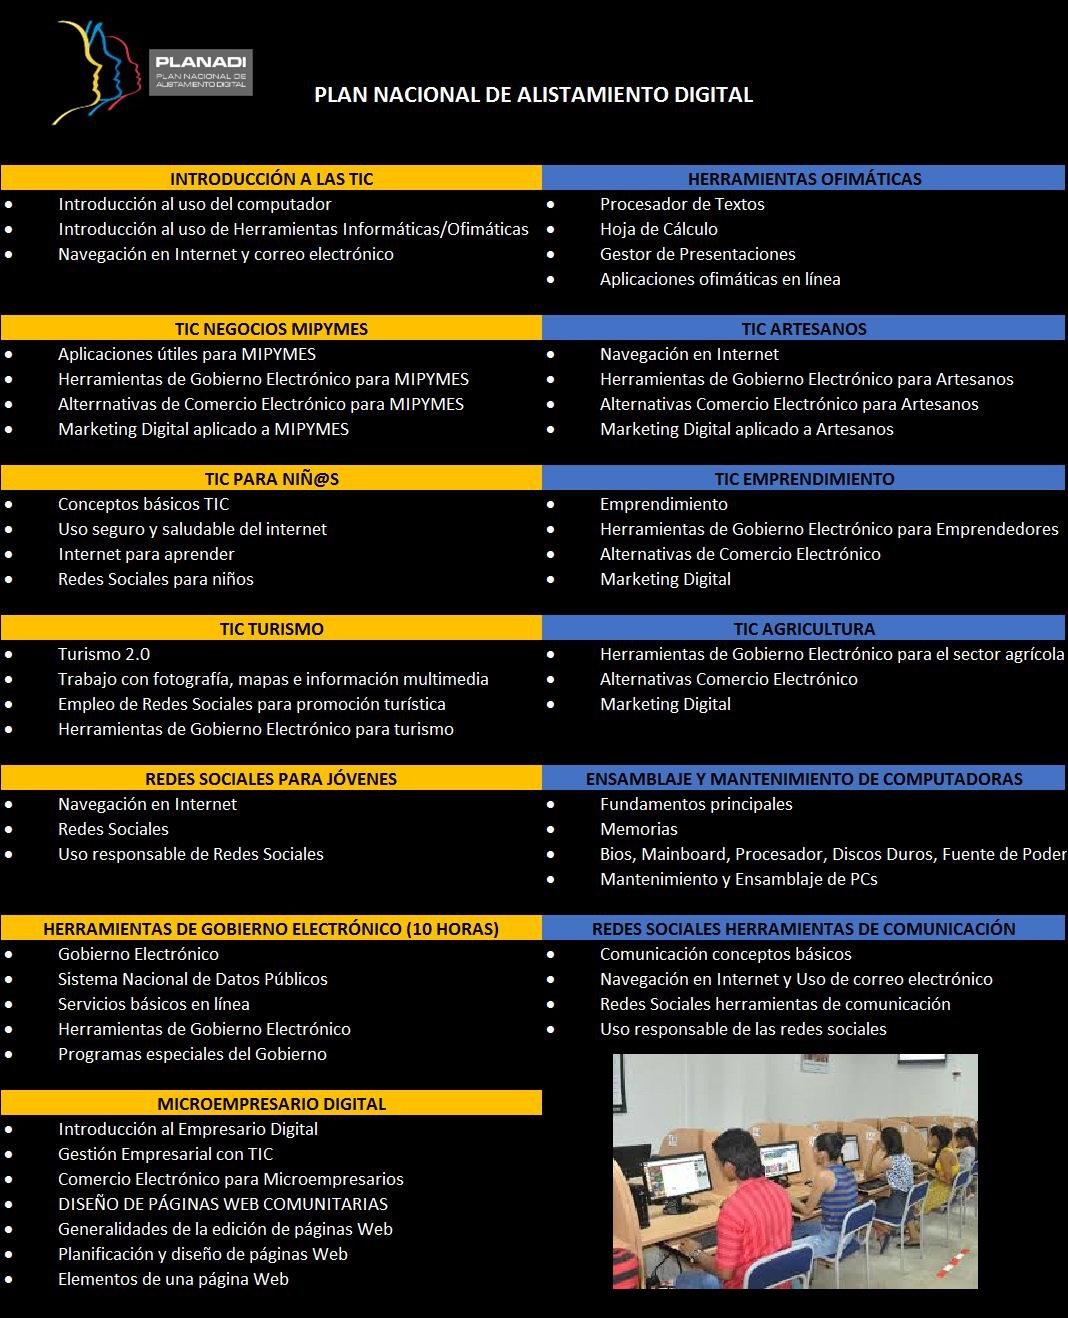 PLANADI
PLAN NACIONAL DE
ALISTAMIENTO DIGITAL
PLAN NACIONAL DE ALISTAMIENTO DIGITAL
INTRODUCCIÓN A LAS TIC
• Introducción al uso del computador
• Introducción al uso de Herramientas Informáticas/Ofimáticas
• Navegación en Internet y correo electrónico
HERRAMIENTAS OFIMÁTICAS
• Procesador de Textos
• Hoja de Cálculo
• Gestor de Presentaciones
• Aplicaciones ofimáticas en línea
TIC NEGOCIOS MIPYMES
• Aplicaciones útiles para MIPYMES
• Herramientas de Gobierno Electrónico para MIPYMES
• Alterrnativas de Comercio Electrónico para MIPYMES
• Marketing Digital aplicado a MIPYMES
TIC ARTESANOS
• Navegación en Internet
• Herramientas de Gobierno Electrónico para Artesanos
• Alternativas Comercio Electrónico para Artesanos
• Marketing Digital aplicado a Artesanos
TIC PARA NIÑ@S
• Conceptos básicos TIC
• Uso seguro y saludable del internet
• Internet para aprender
• Redes Sociales para niños
TIC EMPRENDIMIENTO
• Emprendimiento
• Herramientas de Gobierno Electrónico para Emprendedores
• Alternativas de Comercio Electrónico
• Marketing Digital
TIC TURISMO
• Turismo 2.0
• Trabajo con fotografía, mapas e información multimedia
• Empleo de Redes Sociales para promoción turística
• Herramientas de Gobierno Electrónico para turismo
TIC AGRICULTURA
• Herramientas de Gobierno Electrónico para el sector agrícola
• Alternativas Comercio Electrónico
• Marketing Digital
REDES SOCIALES PARA JÓVENES
• Navegación en Internet
• Redes Sociales
• Uso responsable de Redes Sociales
ENSAMBLAJE Y MANTENIMIENTO DE COMPUTADORAS
• Fundamentos principales
• Memorias
• Bios, Mainboard, Procesador, Discos Duros, Fuente de Poder
• Mantenimiento y Ensamblaje de PCs
HERRAMIENTAS DE GOBIERNO ELECTRÓNICO (10 HORAS)
• Gobierno Electrónico
• Sistema Nacional de Datos Públicos
• Servicios básicos en línea
• Herramientas de Gobierno Electrónico
• Programas especiales del Gobierno
REDES SOCIALES HERRAMIENTAS DE COMUNICACIÓN
• Comunicación conceptos básicos
• Navegación en Internet y Uso de correo electrónico
• Redes Sociales herramientas de comunicación
• Uso responsable de las redes sociales
MICROEMPRESARIO DIGITAL
• Introducción al Empresario Digital
• Gestión Empresarial con TIC
• Comercio Electrónico para Microempresarios
• DISEÑO DE PÁGINAS WEB COMUNITARIAS
• Generalidades de la edición de páginas Web
• Planificación y diseño de páginas Web
• Elementos de una página Web